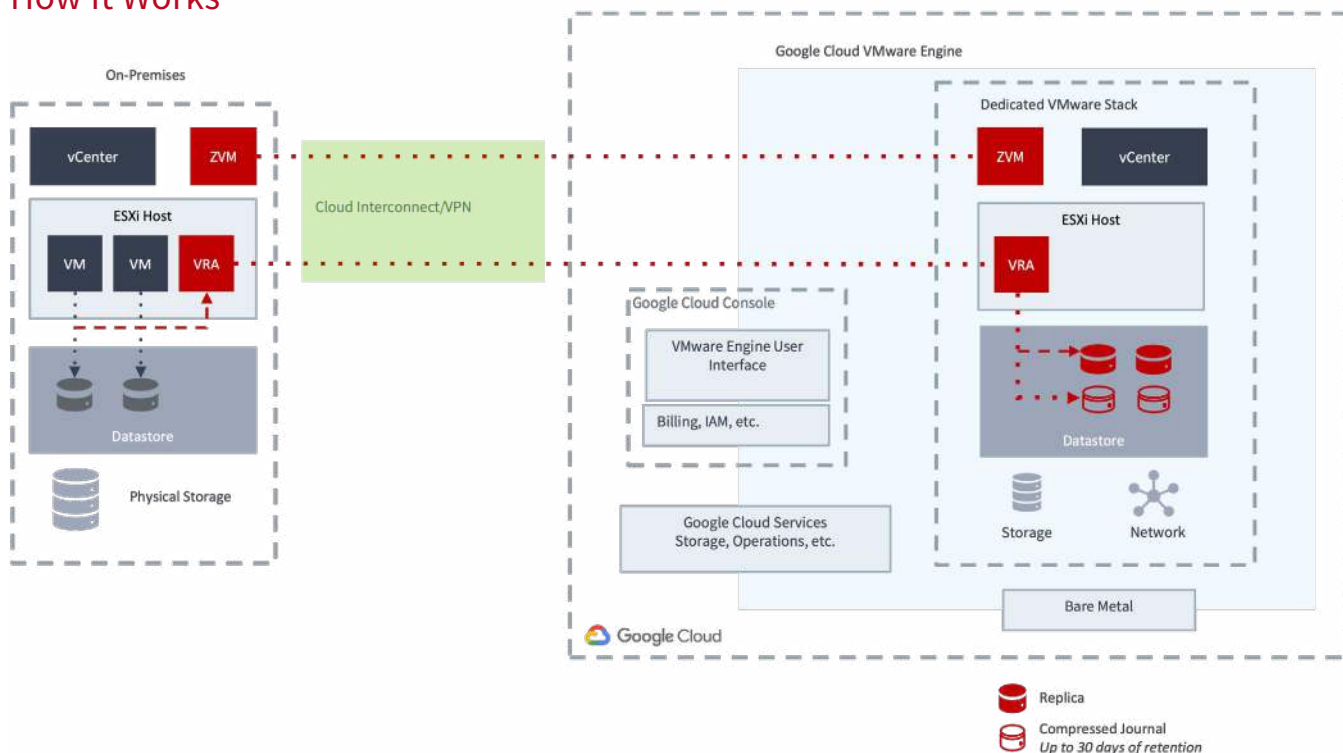 How It Works
On-Premises
vCenter
ZVM
ESXi Host
VM
VM
VRA
Datastore
Physical Storage
Cloud Interconnect/VPN
Google Cloud VMware Engine
Dedicated VMware Stack
ZVM
vCenter
ESXi Host
VRA
Datastore
Storage
Network
Google Cloud Console
VMware Engine User
Interface
Billing, IAM, etc.
Google Cloud Services
Storage, Operations, etc.
Bare Metal
Google Cloud
Replica
Compressed Journal
Up to 30 days of retention